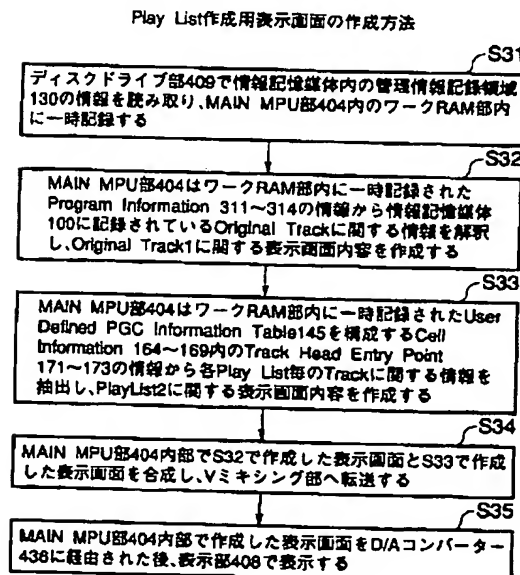 Play List作成用表示画面の作成方法
S31
ディスクドライブ部409で情報記憶媒体内の管理情報記録領域
130の情報を読み取り、MAIN MPU部404内のワークRAM部内
に一時記録する
S32
MAIN MPU部404はワークRAM部内に一時記録された
Program Information 311～314の情報から情報記憶媒体
100に記録されているOriginal Trackに関する情報を解釈
し、Original Track1に関する表示画面内容を作成する
S33
MAIN MPU部404はワークRAM部内に一時記録されたUser
Defined PGC Information Table145を構成するCell
Information 164～169内のTrack Head Entry Point
171～173の情報から各Play List毎のTrackに関する情報を
抽出し、PlayList2に関する表示画面内容を作成する
S34
MAIN MPU部404内部でS32で作成した表示画面とS33で作
成した表示画面を合成し、Vミキシング部へ転送する
S35
MAIN MPU部404内部で作成した表示画面をD/Aコンバーター
436に経由された後、表示部408で表示する